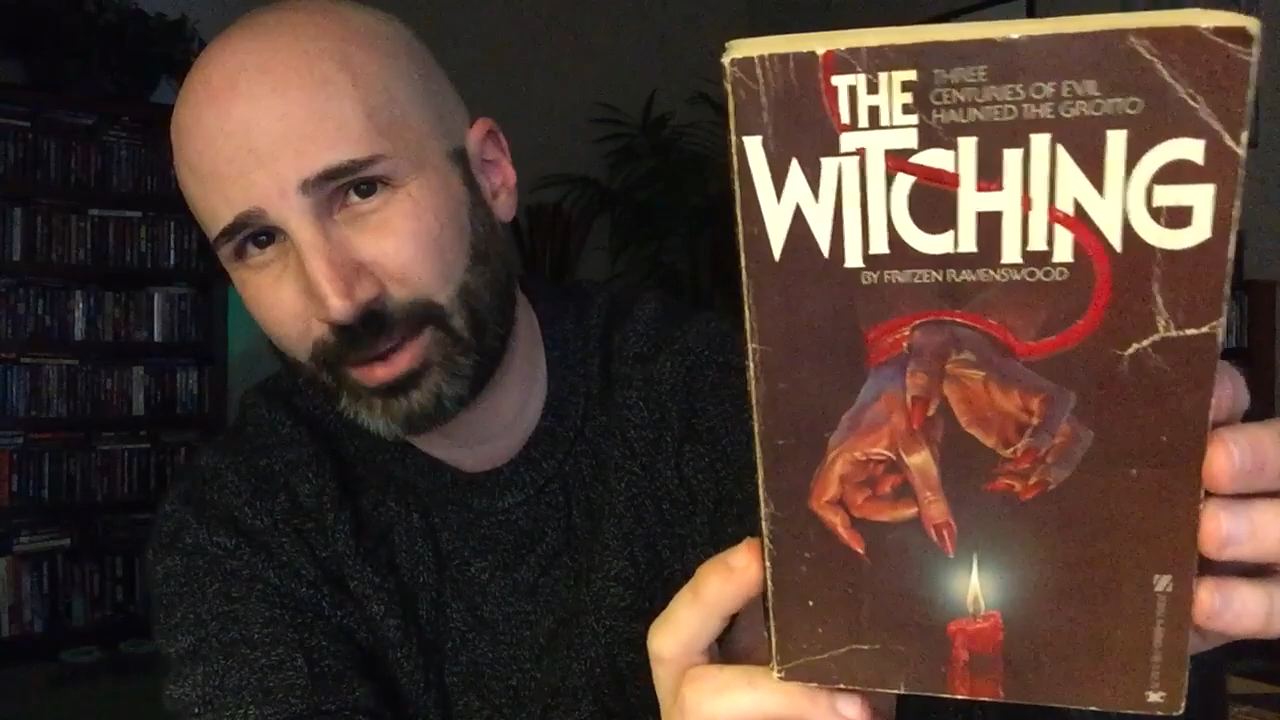 THE
THREE
CENTURIES OF EVIL
HAUNTED THE GROTTO
WITCHING
BY FRITZEN RAVENSWOOD